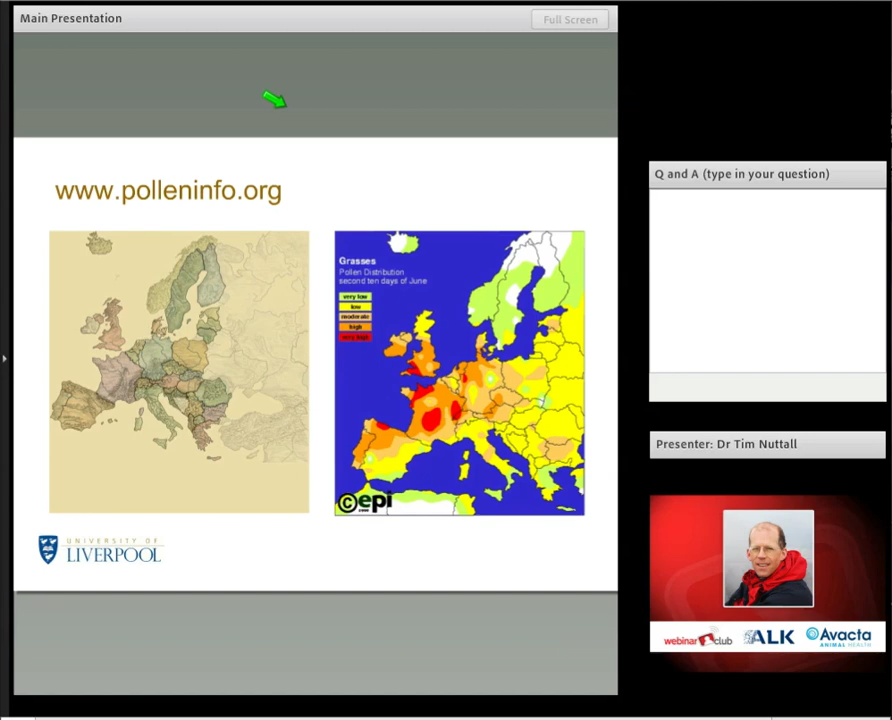 Main Presentation
Full Screen
www.polleninfo.org
Grasses
Pollen Distribution
second ten days of June
very low
low
moderate
high
very high
©epi
UNIVERSITY OF
LIVERPOOL
Q and A (type in your question)
Presenter: Dr Tim Nuttall
webinar club
ALK
Avacta
ANIMAL HEALTH